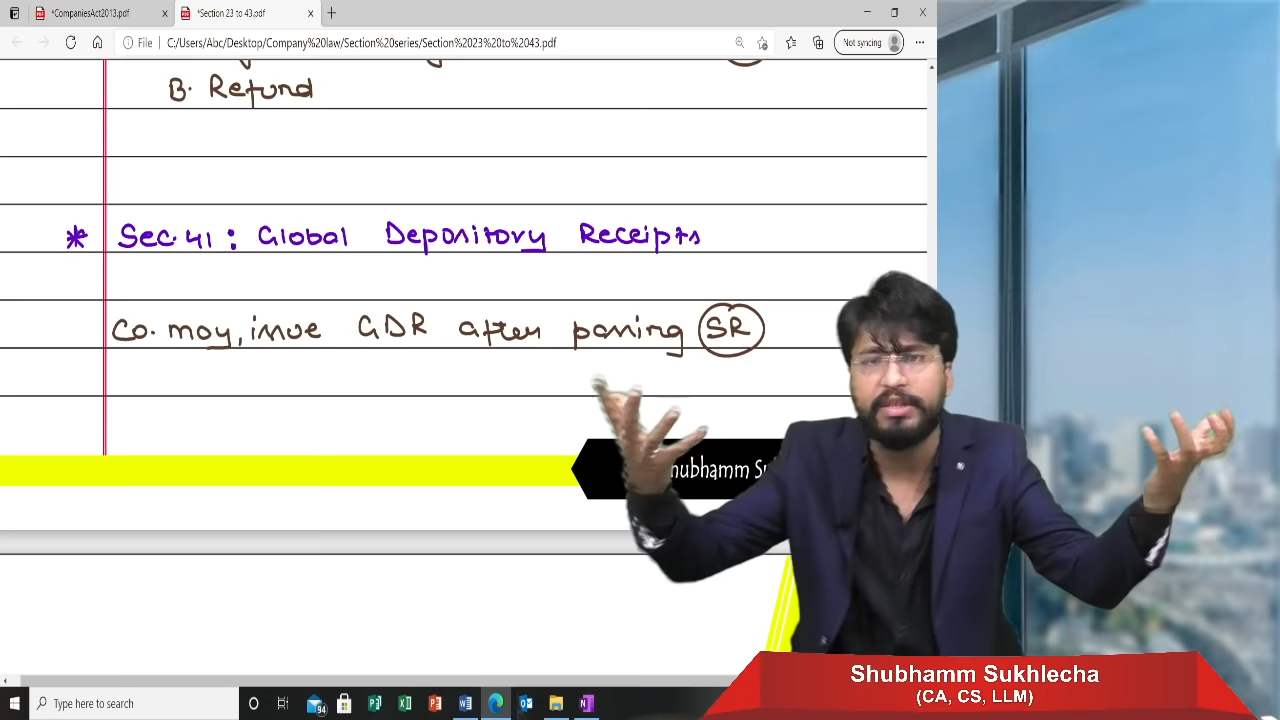 *CompaniesAct2013.pdf
*Section 23 to 43.pdf
File C:/Users/Abc/Desktop/Company%20law/Section%20series/Section%2023%20to%2043.pdf
Not syncing
B. Refund
* Sec. 41 : Global Depository Receipts
Co. may, issue GDR after passing SR
Shubhamm Sukhlecha
(CA, CS, LLM)
Type here to search
94